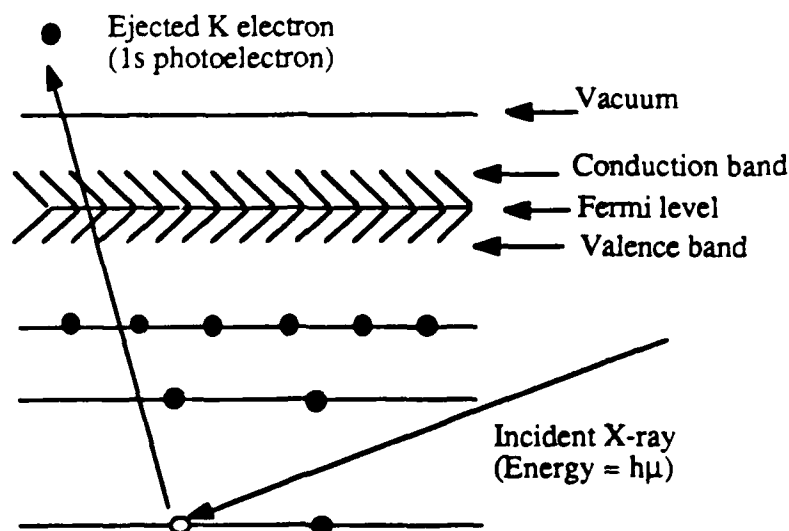 Ejected K electron
(1s photoelectron)
Vacuum
Conduction band
Fermi level
Valence band
Incident X-ray
(Energy = hμ)